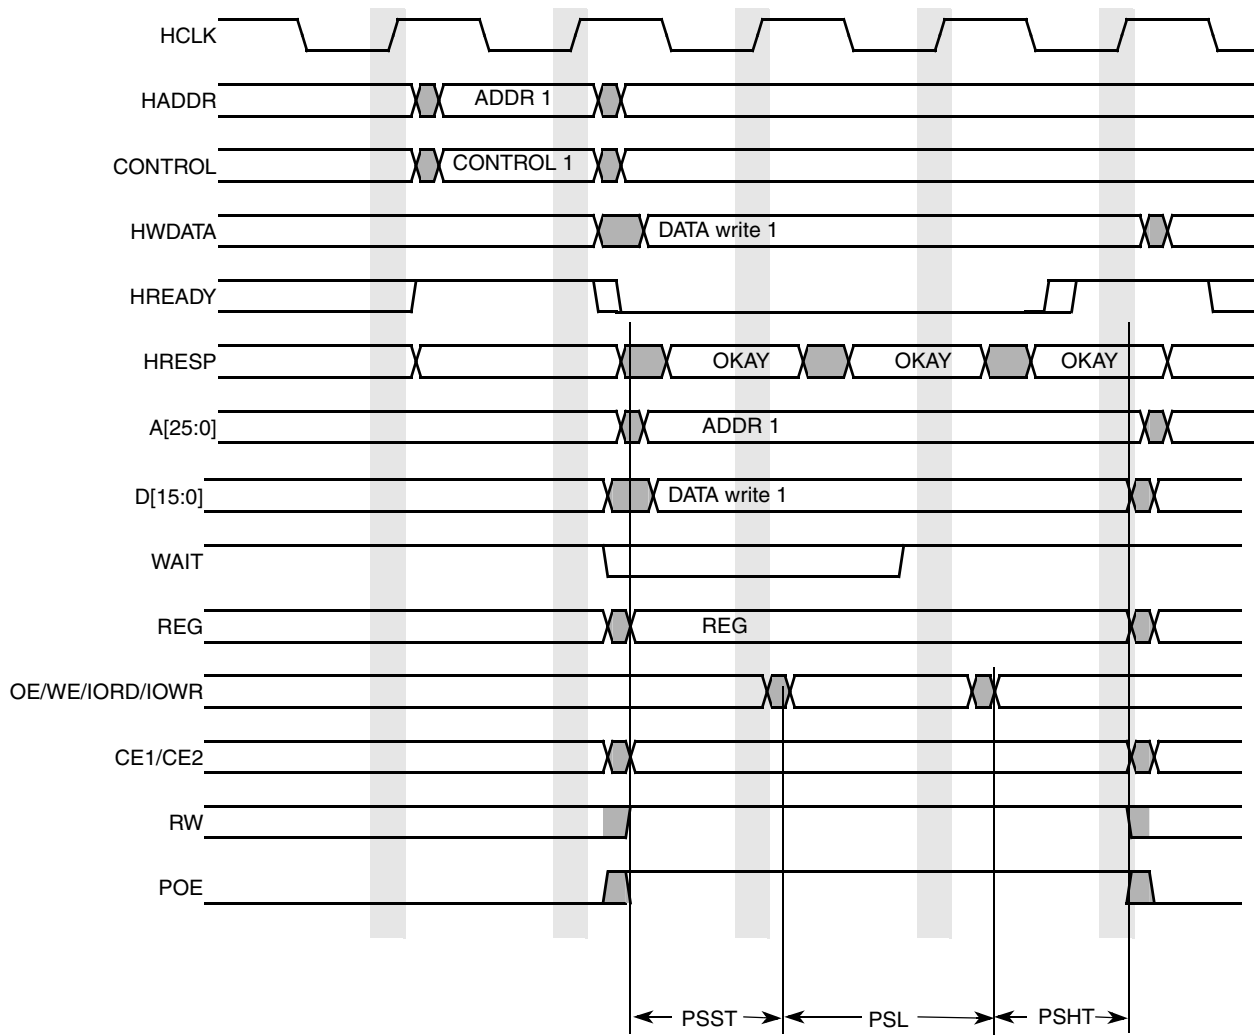 HCLK
HADDR
ADDR 1
CONTROL
CONTROL 1
HWDATA
DATA write 1
HREADY
HRESP
OKAY
OKAY
OKAY
A[25:0]
ADDR 1
D[15:0]
DATA write 1
WAIT
REG
REG
OE/WE/IORD/IOWR
CE1/CE2
RW
POE
PSST
PSL
PSHT